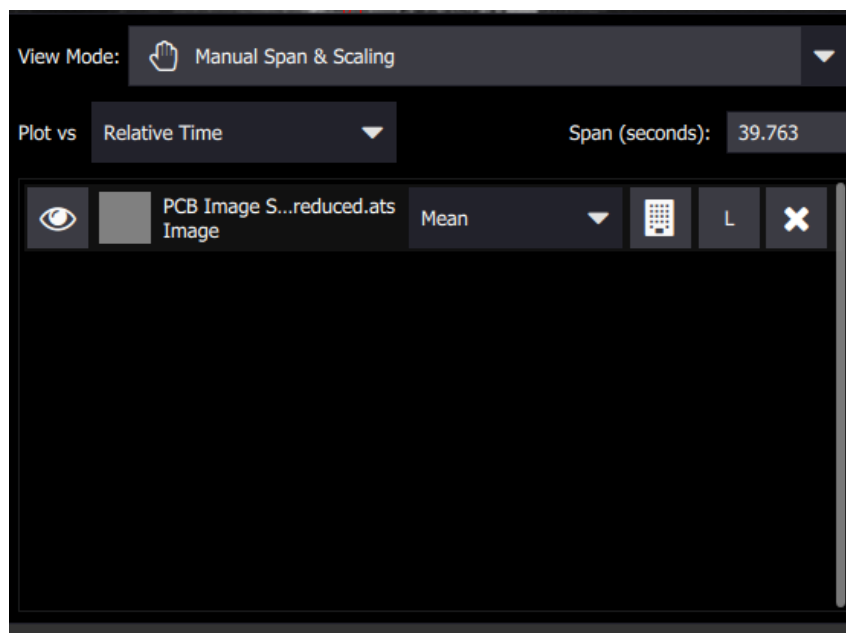 View Mode: Manual Span & Scaling
Plot vs Relative Time Span (seconds): 39.763
PCB Image S...reduced.ats
Image
Mean
L